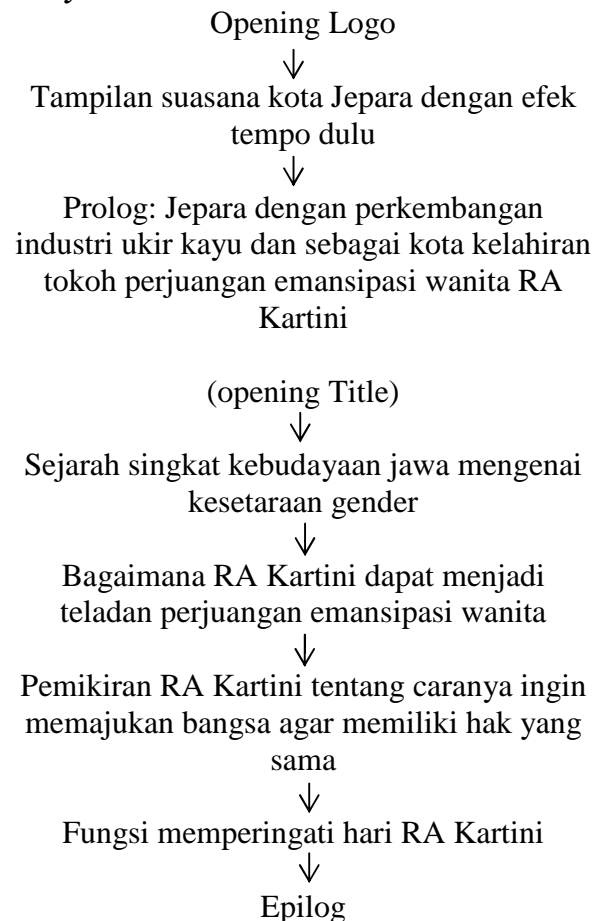 Opening Logo
Tampilan suasana kota Jepara dengan efek
tempo dulu
Prolog: Jepara dengan perkembangan
industri ukir kayu dan sebagai kota kelahiran
tokoh perjuangan emansipasi wanita RA
Kartini
(opening Title)
Sejarah singkat kebudayaan jawa mengenai
kesetaraan gender
Bagaimana RA Kartini dapat menjadi
teladan perjuangan emansipasi wanita
Pemikiran RA Kartini tentang caranya ingin
memajukan bangsa agar memiliki hak yang
sama
Fungsi memperingati hari RA Kartini
Epilog